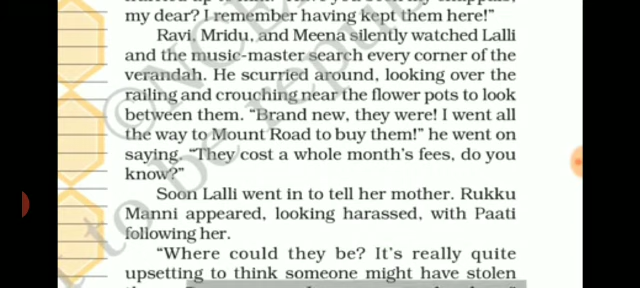 my dear? I remember having kept them here!"
Ravi, Mridu, and Meena silently watched Lalli
and the music-master search every corner of the
verandah. He scurried around, looking over the
railing and crouching near the flower pots to look
between them. "Brand new, they were! I went all
the way to Mount Road to buy them!" he went on
saying. "They cost a whole month's fees, do you
know?"
Soon Lalli went in to tell her mother. Rukku
Manni appeared, looking harassed, with Paati
following her.
"Where could they be? It's really quite
upsetting to think someone might have stolen